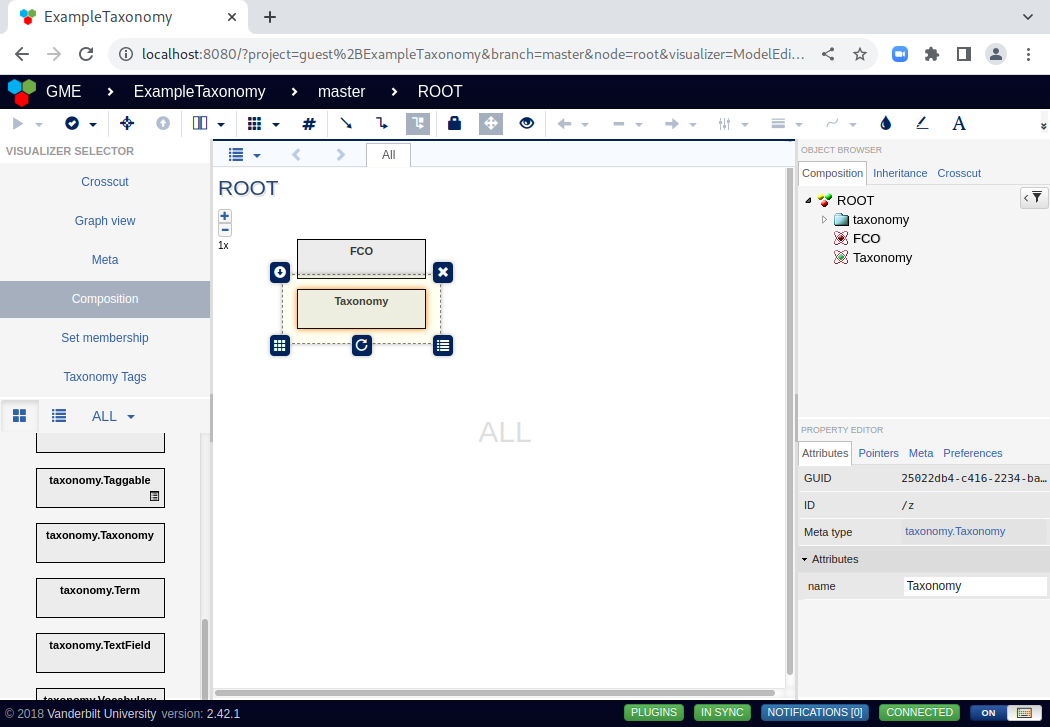 ExampleTaxonomy
localhost:8080/?project=guest%2BExampleTaxonomy&branch=master&node=root&visualizer=ModelEdi...
GME
ExampleTaxonomy
master
ROOT
A
VISUALIZER SELECTOR
Crosscut
Graph view
Meta
Composition
Set membership
Taxonomy Tags
ALL
taxonomy.Taggable
taxonomy.Taxonomy
taxonomy.Term
taxonomy.TextField
taxonomy.Vocabulary
All
ROOT
1x
FCO
Taxonomy
ALL
OBJECT BROWSER
Composition Inheritance Crosscut
ROOT
taxonomy
FCO
Taxonomy
PROPERTY EDITOR
Attributes Pointers Meta Preferences
GUID 25022db4-c416-2234-ba...
ID /z
Meta type taxonomy.Taxonomy
Attributes
name Taxonomy
© 2018 Vanderbilt University version: 2.42.1
PLUGINS IN SYNC NOTIFICATIONS [0] CONNECTED ON